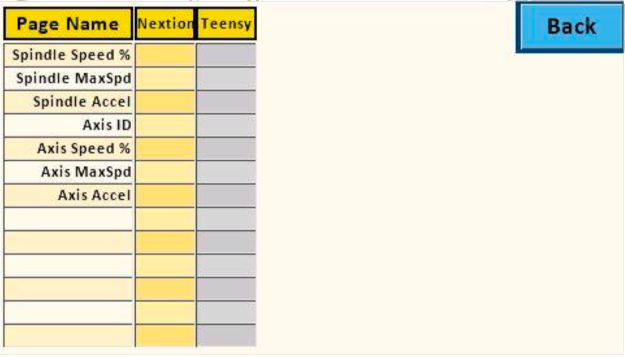 Page Name Nextion Teensy Back
Spindle Speed %
Spindle MaxSpd
Spindle Accel
Axis ID
Axis Speed %
Axis MaxSpd
Axis Accel